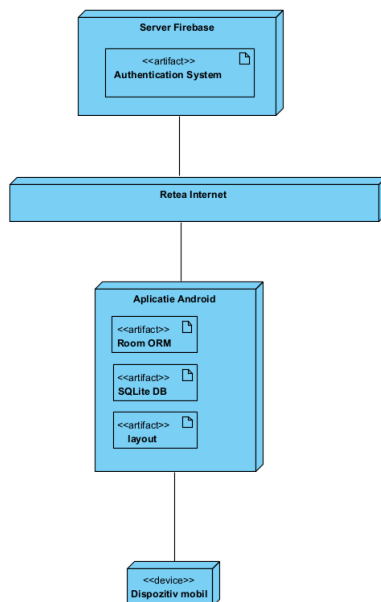 Server Firebase
<<artifact>>
Authentication System
Retea Internet
Aplicatie Android
<<artifact>>
Room ORM
<<artifact>>
SQLite DB
<<artifact>>
layout
<<device>>
Dispozitiv mobil